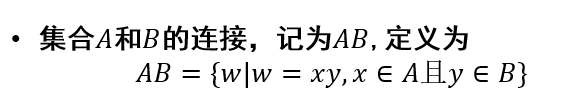 • 集合A和B的连接，记为AB，定义为
AB = {w|w = xy, x ∈ A且y ∈ B}